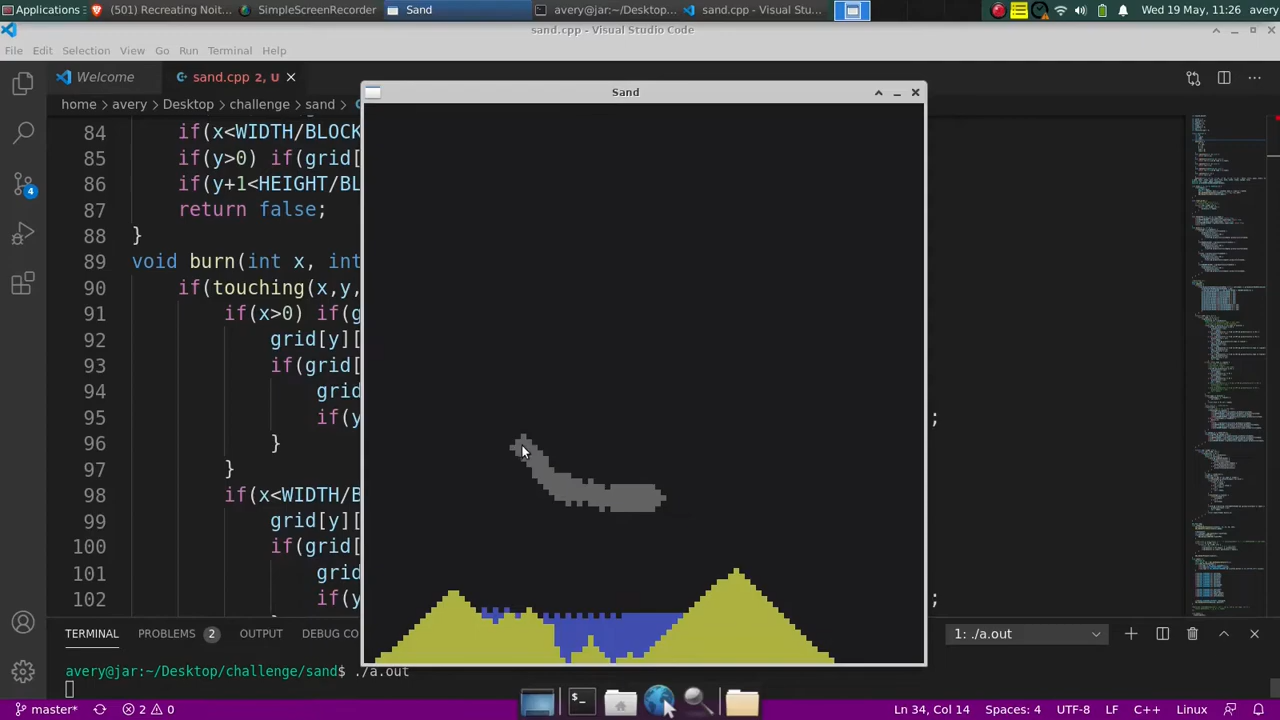 Applications
(501) Recreating Noit...
SimpleScreenRecorder
Sand
avery@jar:~/Desktop...
sand.cpp - Visual Stu...
Wed 19 May, 11:26 avery
sand.cpp - Visual Studio Code
File Edit Selection View Go Run Terminal Help
Welcome
sand.cpp 2, U
Sand
home > avery > Desktop > challenge > sand >
84 if(x<WIDTH/BLOCK
85 if(y>0) if(grid[
86 if(y+1<HEIGHT/BL
87 return false;
88 }
89 void burn(int x, int
90 if(touching(x,y,
91 if(x>0) if(g
92 grid[y][
93 if(grid[
94 grid
95 if(y ;
96 }
97 }
98 if(x<WIDTH/B
99 grid[y][
100 if(grid[
101 grid
102 if(y ;
4
TERMINAL PROBLEMS 2 OUTPUT DEBUG CO
1: ./a.out
avery@jar:~/Desktop/challenge/sand$ ./a.out
master* 2 0 Ln 34, Col 14 Spaces: 4 UTF-8 LF C++ Linux